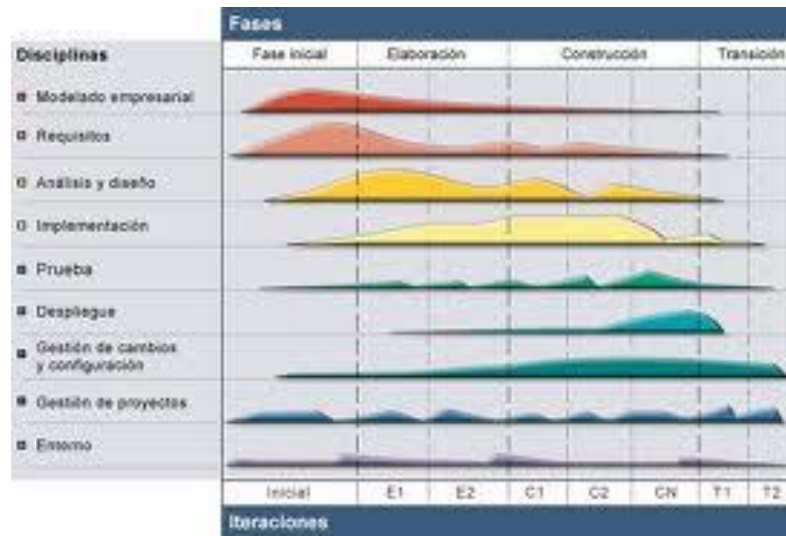 Fases
Disciplinas
Fase inicial
Elaboración
Construcción
Transición
Modelado empresarial
Requisitos
Análisis y diseño
Implementación
Prueba
Despliegue
Gestión de cambios
y configuración
Gestión de proyectos
Entorno
Inicial
E1
E2
C1
C2
CN
T1
T2
Iteraciones